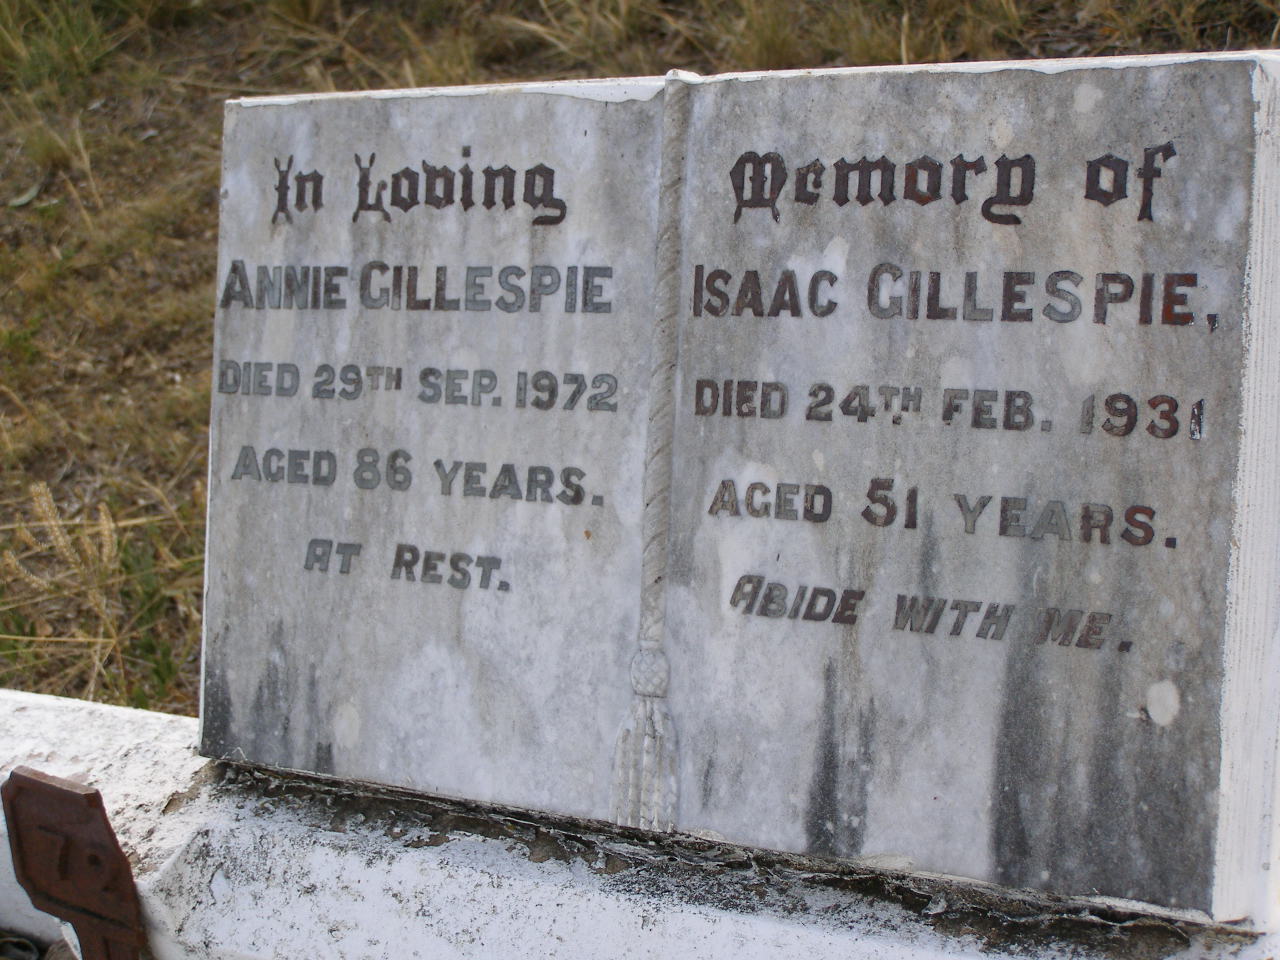 In Loving Memory of
ANNIE GILLESPIE
DIED 29TH SEP. 1972
AGED 86 YEARS.
AT REST.
ISAAC GILLESPIE,
DIED 24TH FEB. 1931
AGED 51 YEARS.
ABIDE WITH ME.